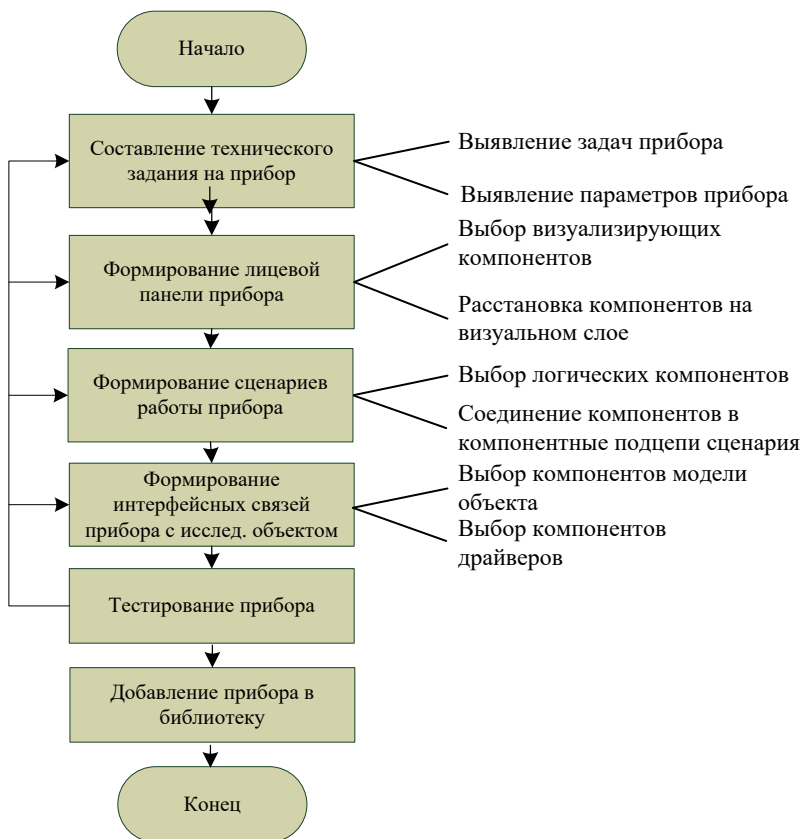 Начало
Составление технического
задания на прибор
Выявление задач прибора
Выявление параметров прибора
Формирование лицевой
панели прибора
Выбор визуализирующих
компонентов
Расстановка компонентов на
визуальном слое
Формирование сценариев
работы прибора
Выбор логических компонентов
Соединение компонентов в
компонентные подцепи сценария
Формирование
интерфейсных связей
прибора с исслед. объектом
Выбор компонентов модели
объекта
Выбор компонентов
драйверов
Тестирование прибора
Добавление прибора в
библиотеку
Конец